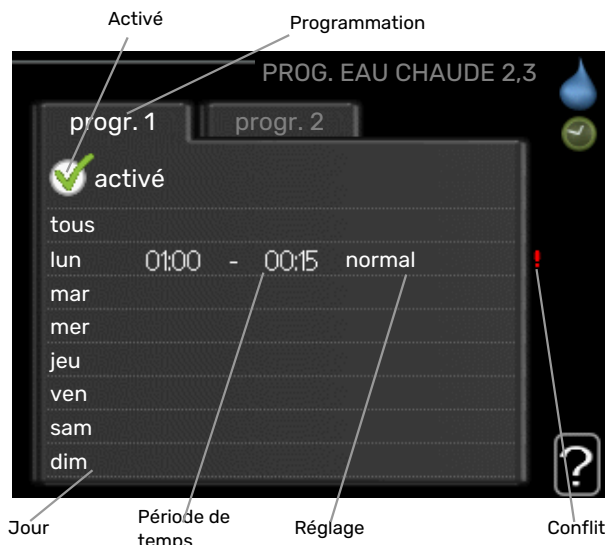 Activé
Programmation
PROG. EAU CHAUDE 2,3
progr. 1
progr. 2
activé
tous
lun 01:00 - 00:15 normal !
mar
mer
jeu
ven
sam
dim
?
Jour
Période de
temps
Réglage
Conflit